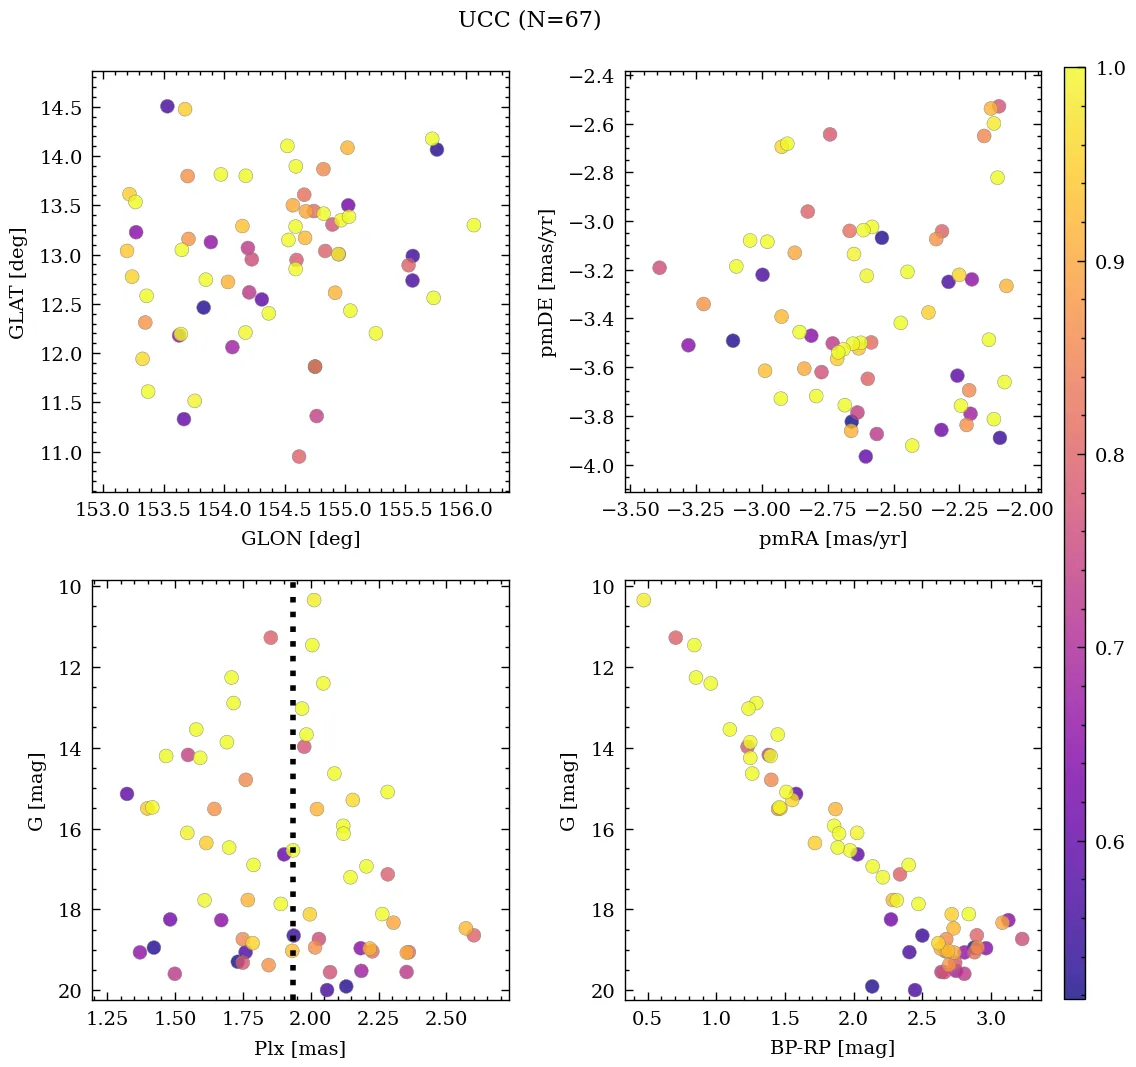 UCC (N=67)
14.5
14.0
13.5
13.0
12.5
12.0
11.5
11.0
GLAT [deg]
153.0 153.5 154.0 154.5 155.0 155.5 156.0
GLON [deg]
−2.4
−2.6
−2.8
−3.0
−3.2
−3.4
−3.6
−3.8
−4.0
pmDE [mas/yr]
−3.50 −3.25 −3.00 −2.75 −2.50 −2.25 −2.00
pmRA [mas/yr]
10
12
14
16
18
20
G [mag]
1.25 1.50 1.75 2.00 2.25 2.50
Plx [mas]
10
12
14
16
18
20
G [mag]
0.5 1.0 1.5 2.0 2.5 3.0
BP-RP [mag]
1.0
0.9
0.8
0.7
0.6